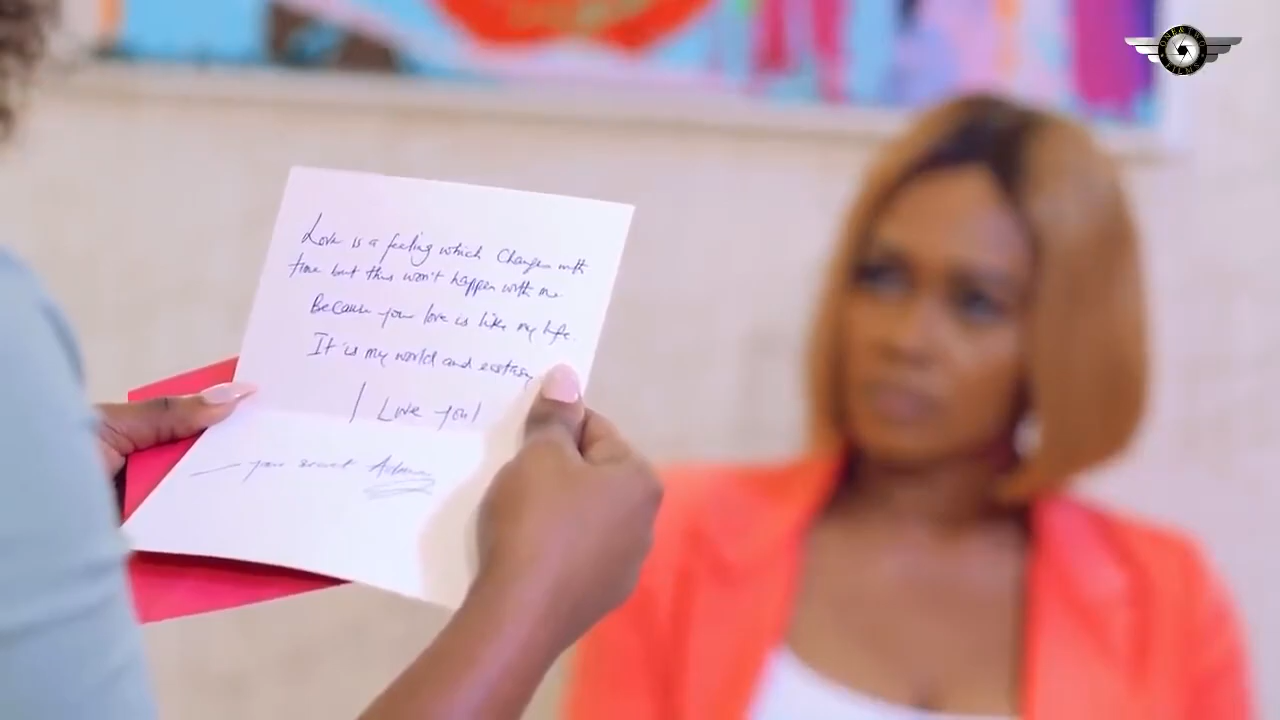 Love is a feeling which changes with
time but this won't happen with me
Because your love is like my life.
It is my world and ecstasy
I Love you!
your secret